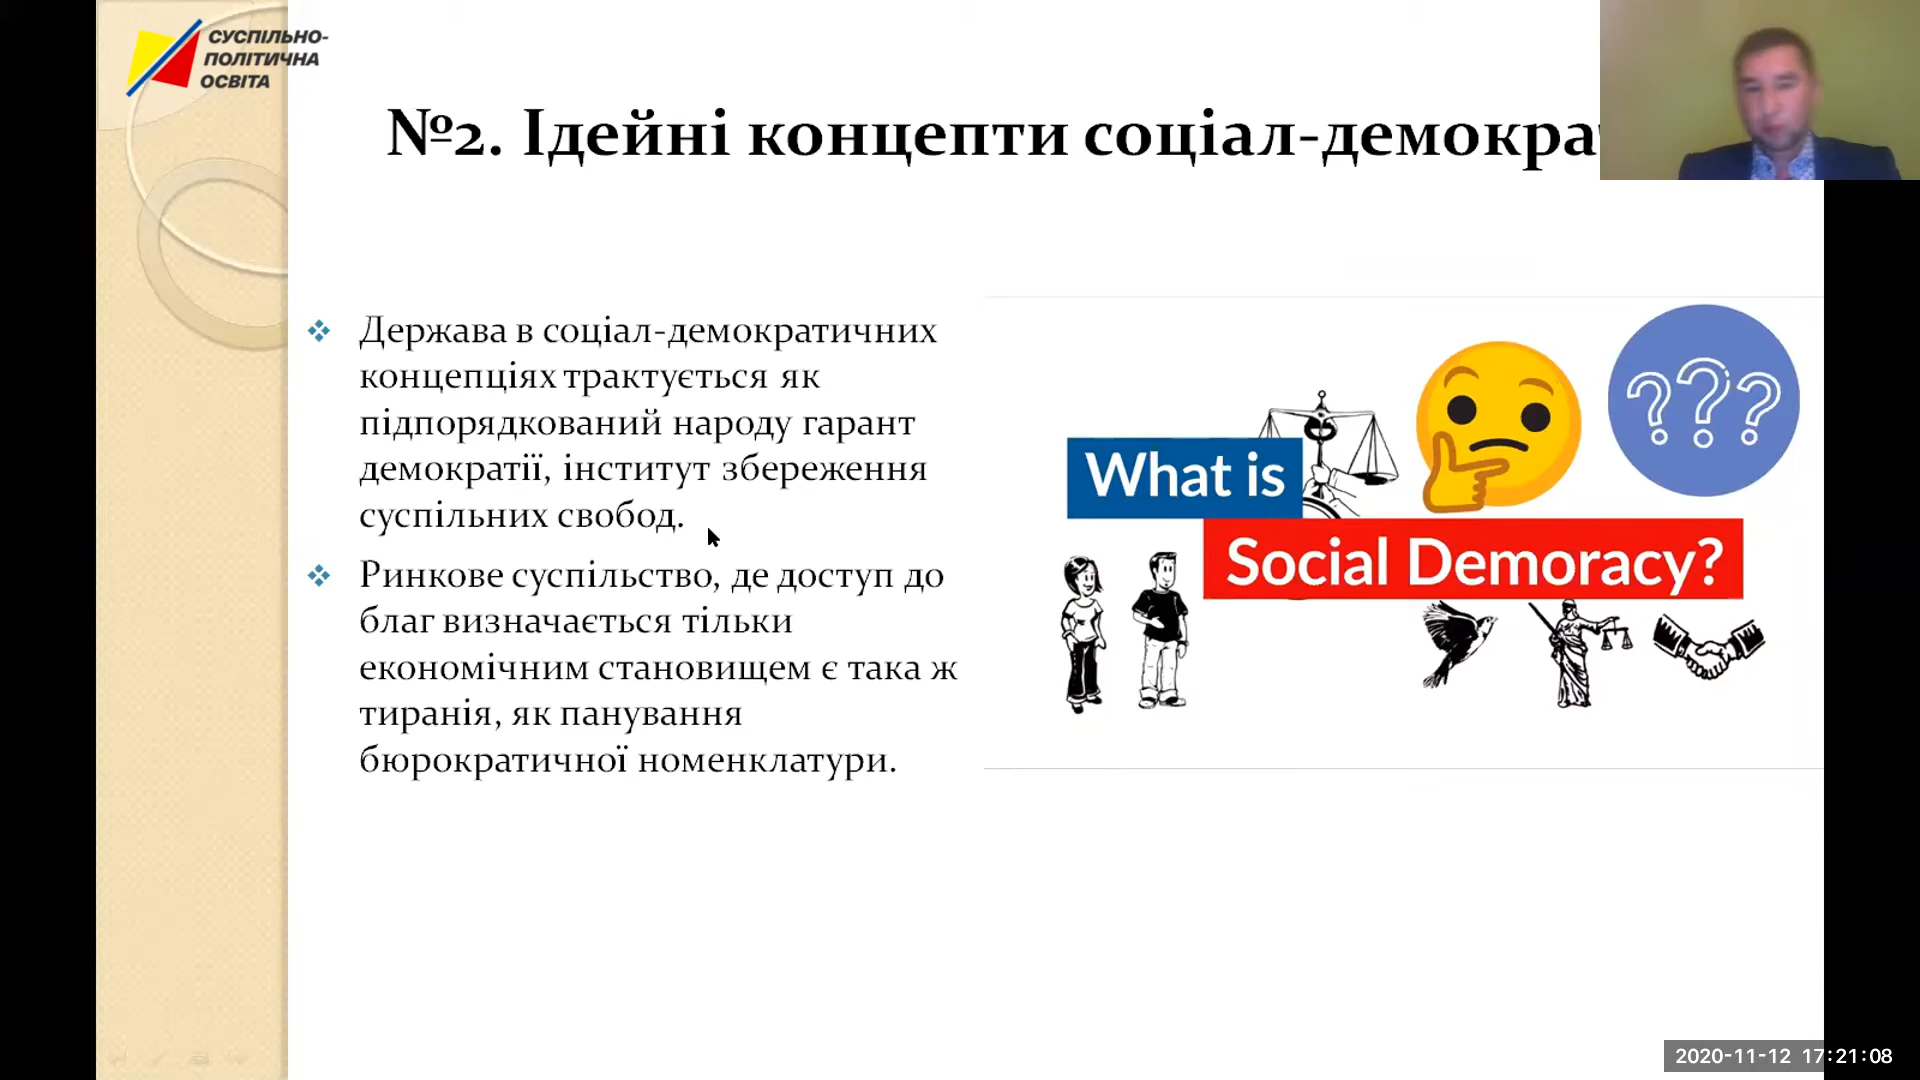 СУСПІЛЬНО-
ПОЛІТИЧНА
ОСВІТА
№2. Ідейні концепти соціал-демокра
Держава в соціал-демократичних
концепціях трактується як
підпорядкований народу гарант
демократії, інститут збереження
суспільних свобод.
Ринкове суспільство, де доступ до
благ визначається тільки
економічним становищем є така ж
тиранія, як панування
бюрократичної номенклатури.
What is
Social Demoracy?
???
2020-11-12 17:21:08